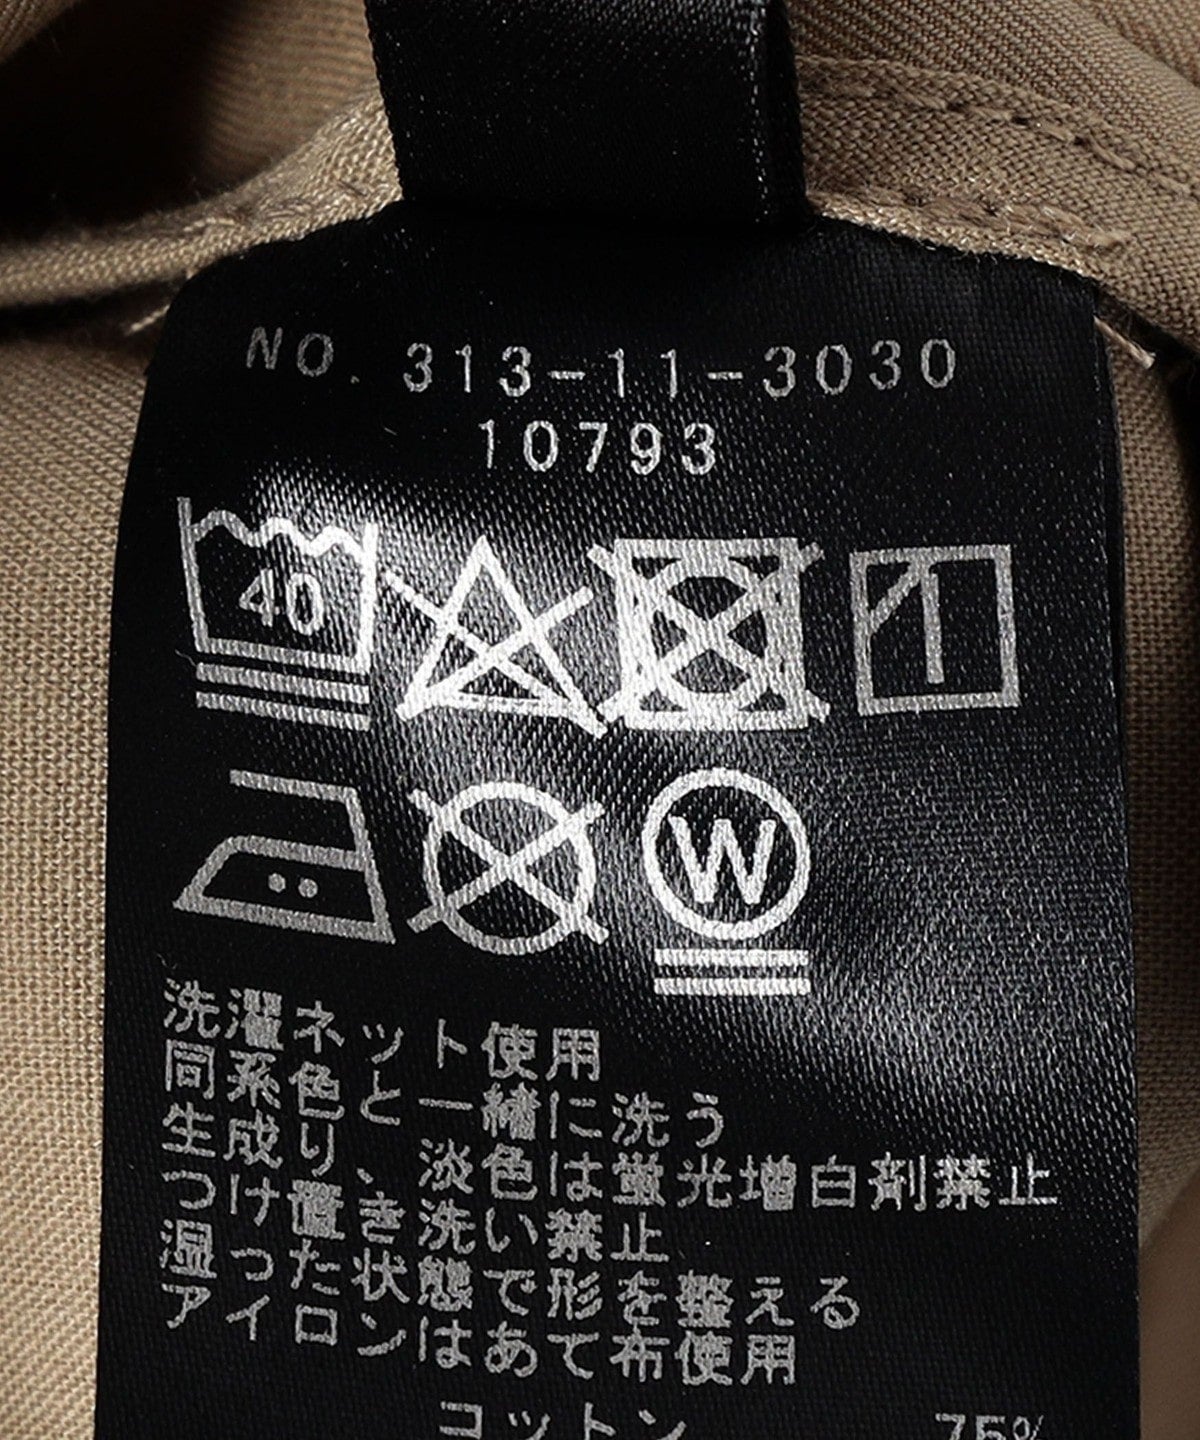 NO. 313-11-3030
10793
40
W
洗濯ネット使用
同系色と一緒に洗う
生成り、淡色は蛍光増白剤禁止
つけ置き洗い禁止
湿った状態で形を整える
アイロンはあて布使用
コットン 75%